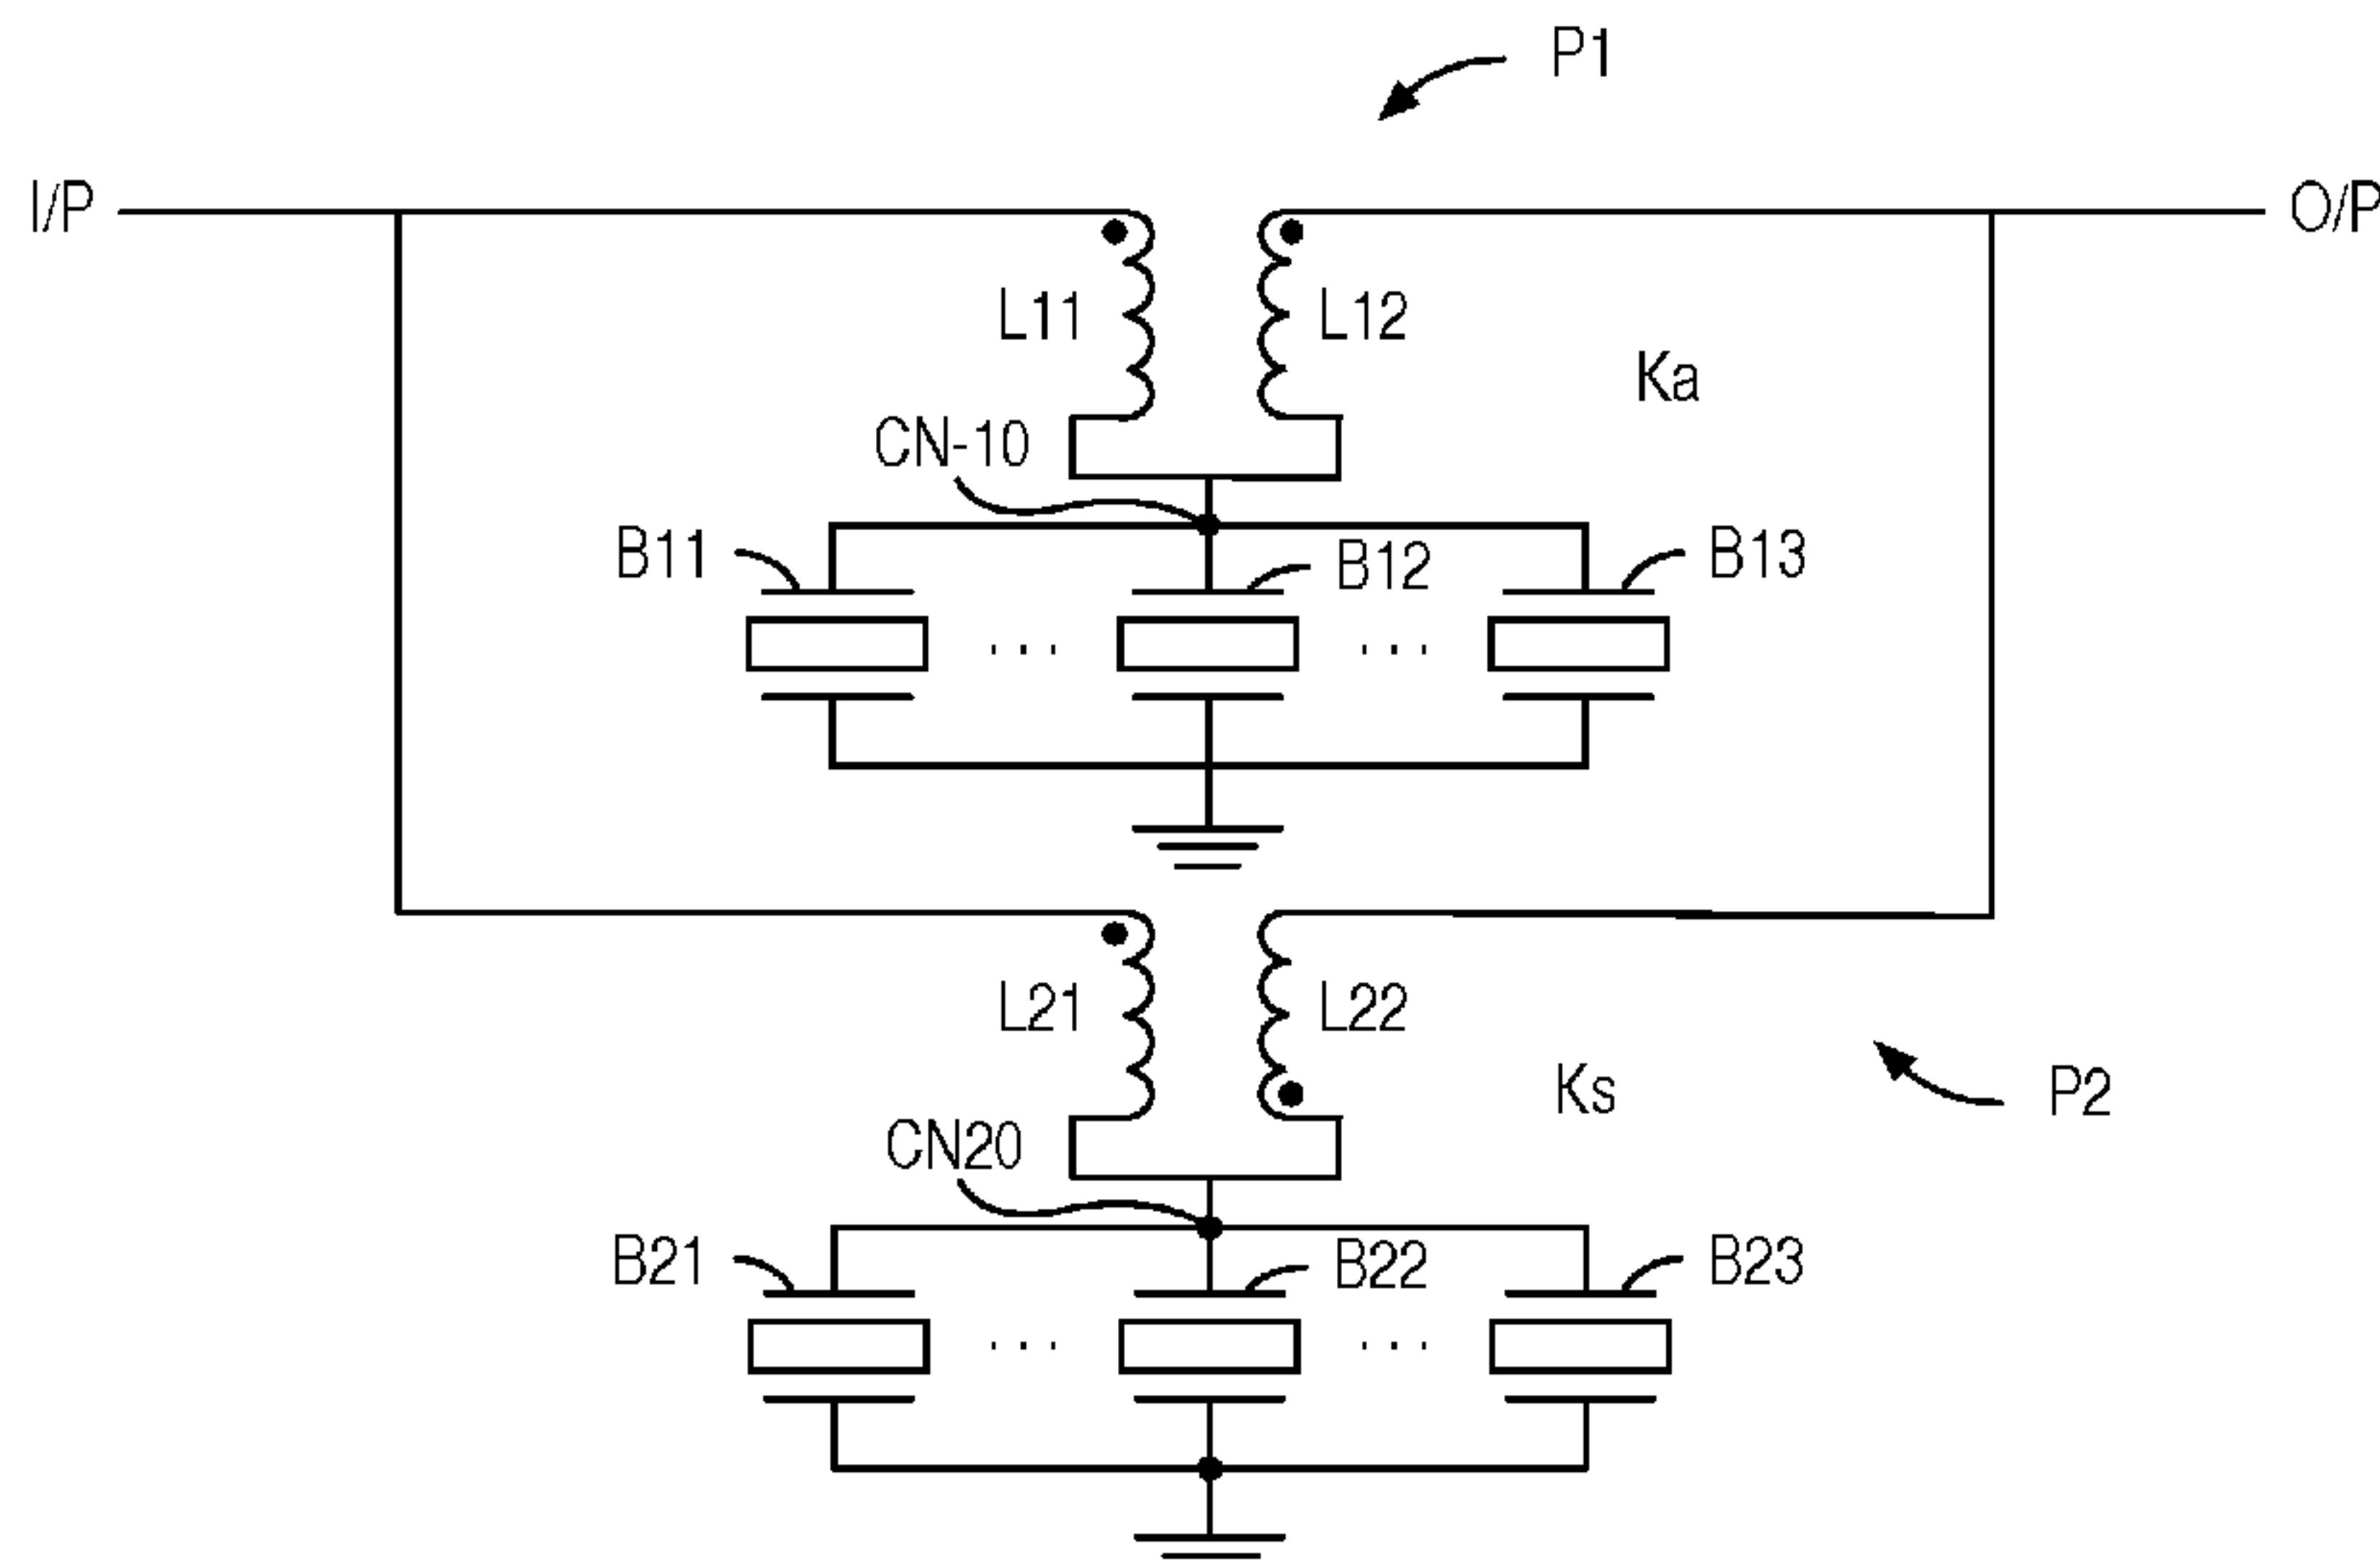 P1
I/P
O/P
L11
L12
Ka
CN-10
B11
B12
B13
L21
L22
Ks
P2
CN20
B21
B22
B23